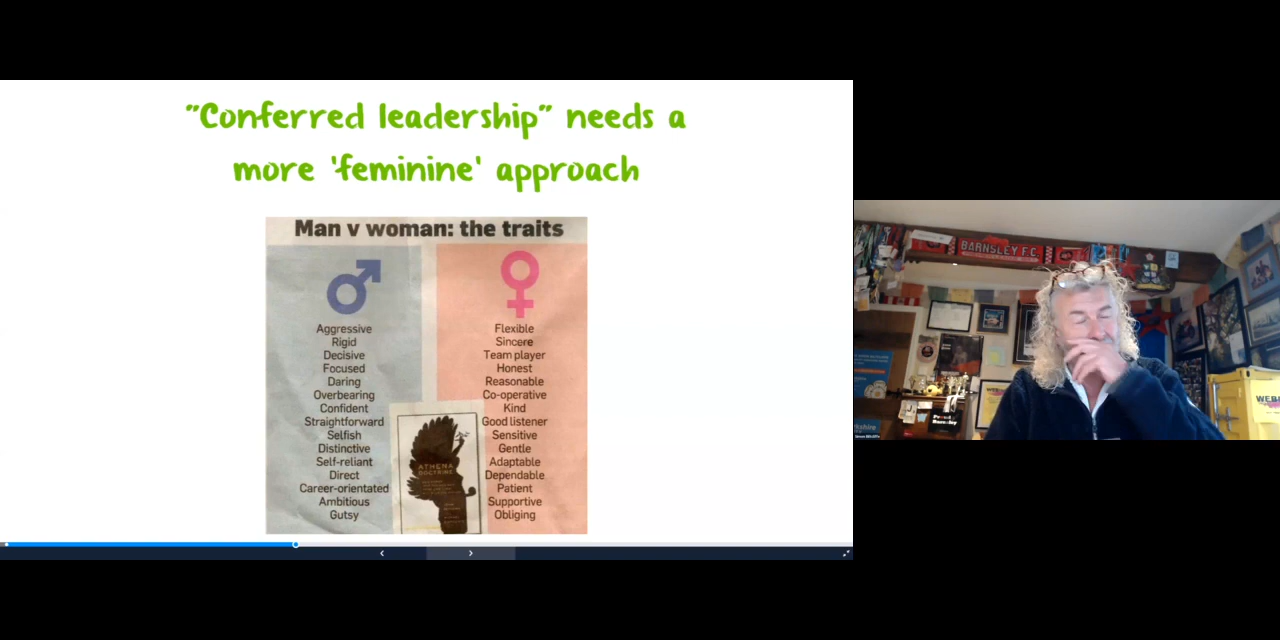 "Conferred leadership" needs a
more 'feminine' approach
Man v woman: the traits
Aggressive
Rigid
Decisive
Focused
Daring
Overbearing
Confident
Straightforward
Selfish
Distinctive
Self-reliant
Direct
Career-orientated
Ambitious
Gutsy
Flexible
Sincere
Team player
Honest
Reasonable
Co-operative
Kind
Good listener
Sensitive
Gentle
Adaptable
Dependable
Patient
Supportive
Obliging
ATHENA
DOCTRINE
BARNSLEY F.C.